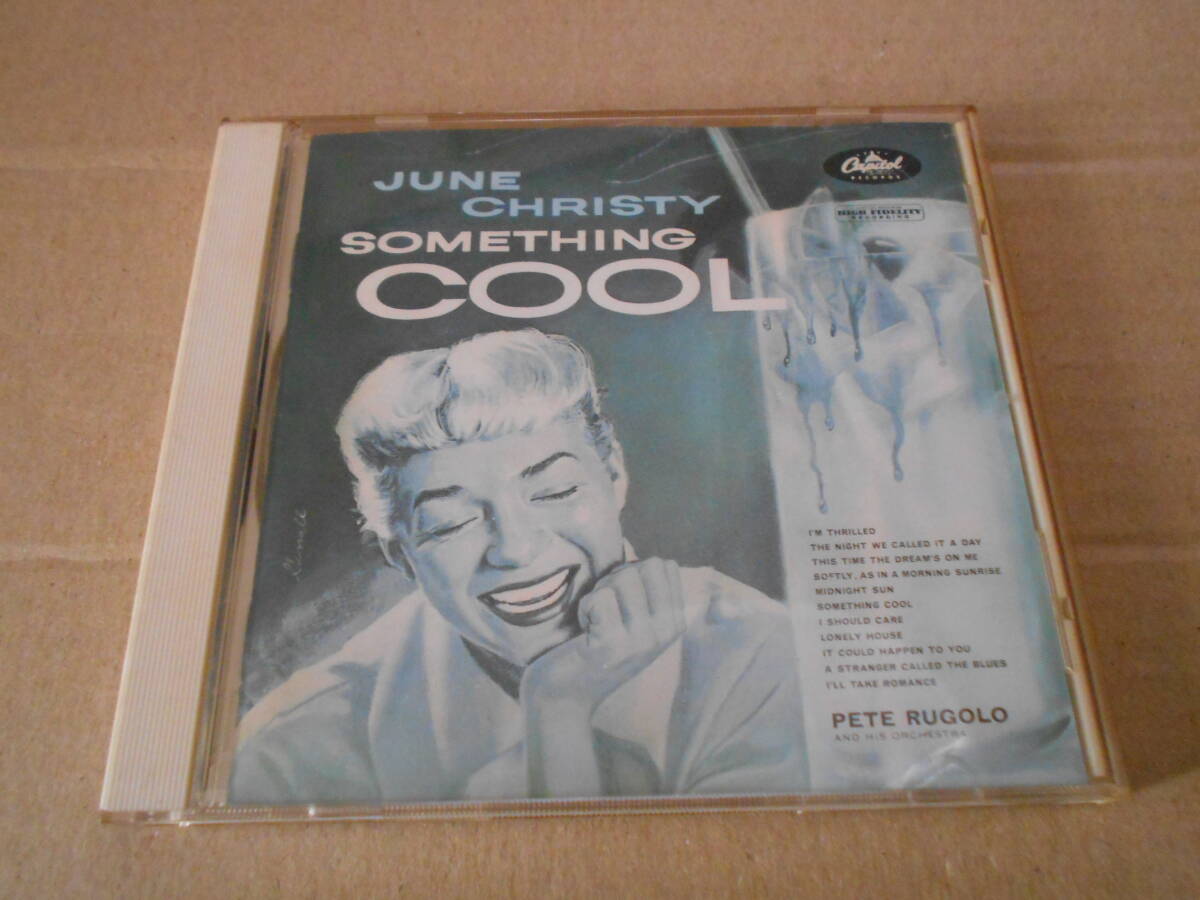 JUNE
CHRISTY
SOMETHING
COOL
Capitol
RECORDS
HIGH FIDELITY
RECORDING
I'M THRILLED
THE NIGHT WE CALLED IT A DAY
THIS TIME THE DREAM'S ON ME
SOFTLY, AS IN A MORNING SUNRISE
MIDNIGHT SUN
SOMETHING COOL
I SHOULD CARE
LONELY HOUSE
IT COULD HAPPEN TO YOU
A STRANGER CALLED THE BLUES
I'LL TAKE ROMANCE
PETE RUGOLO
AND HIS ORCHESTRA